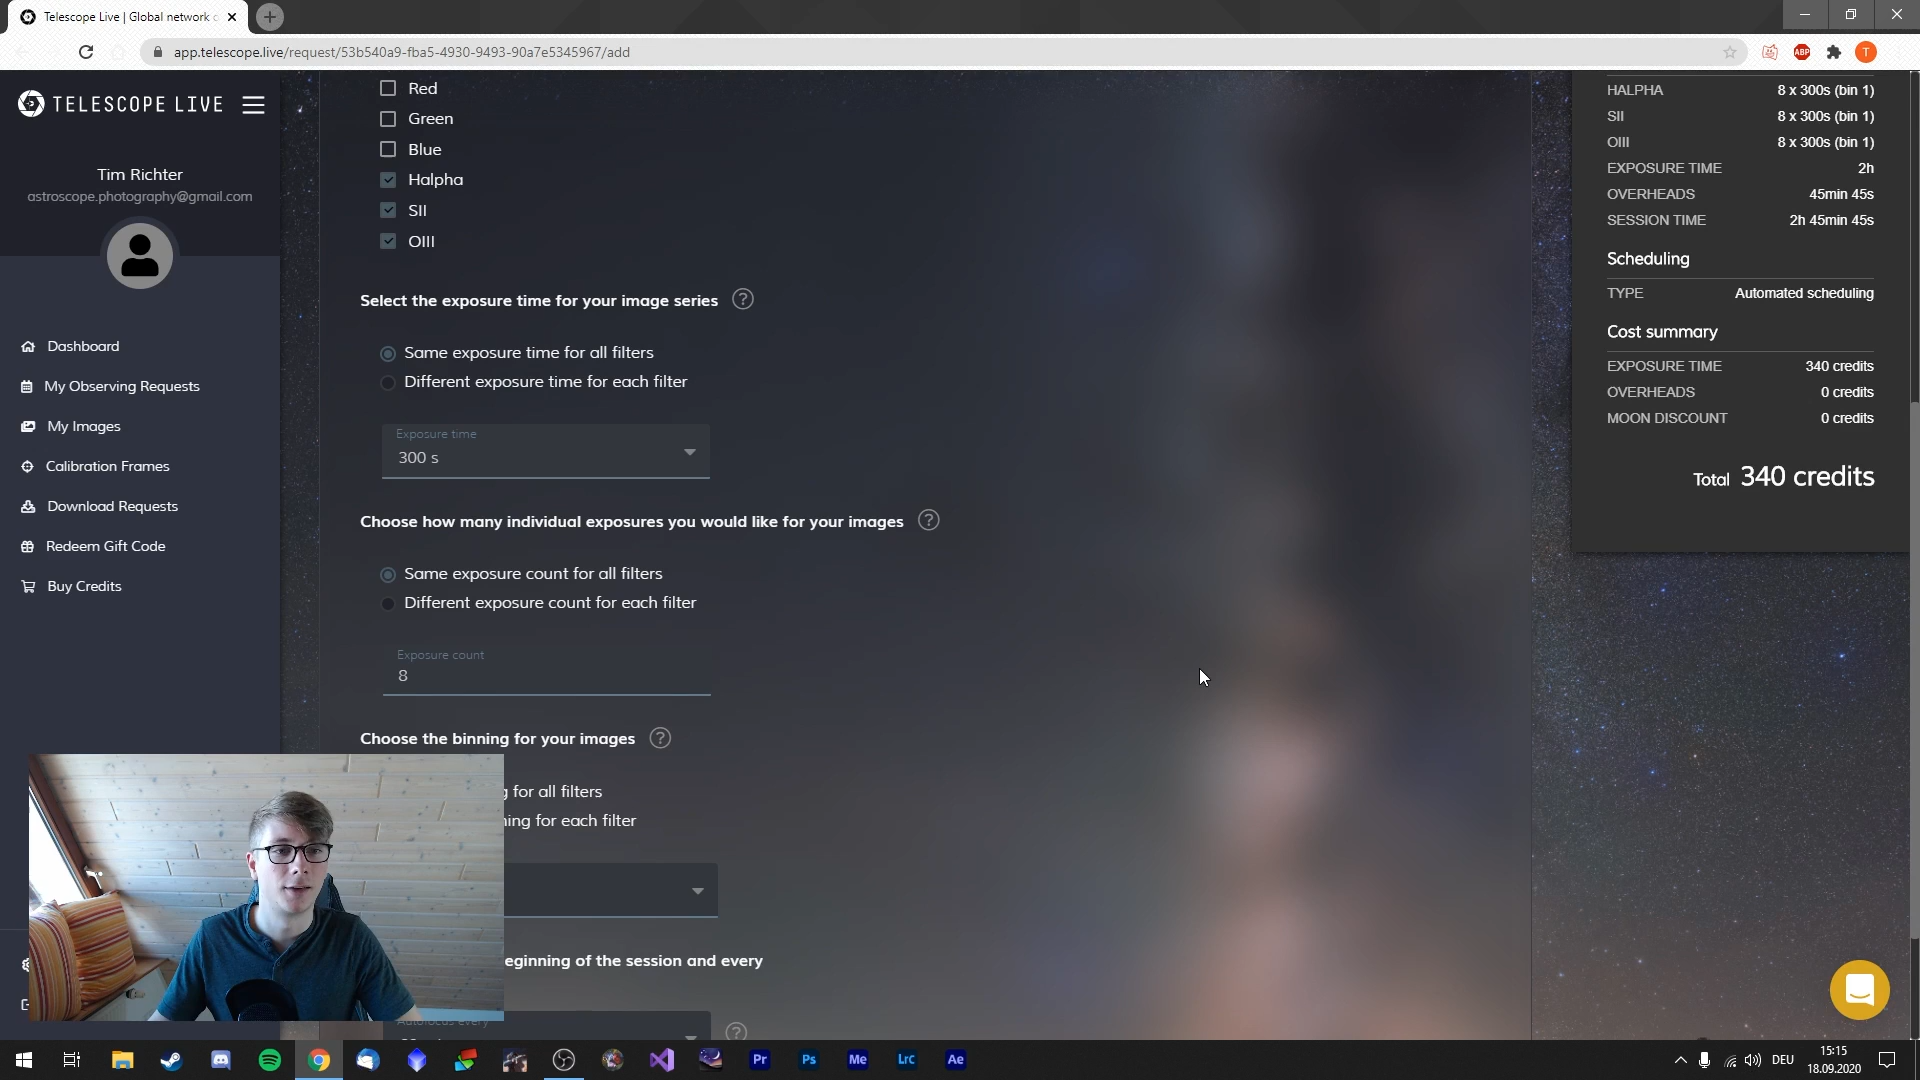 Telescope Live | Global network
app.telescope.live/request/53b540a9-fba5-4930-9493-90a7e5345967/add
ABP
T
TELESCOPE LIVE
Tim Richter
astroscope.photography@gmail.com
Dashboard
My Observing Requests
My Images
Calibration Frames
Download Requests
Redeem Gift Code
Buy Credits
Red
Green
Blue
Halpha
SII
OIII
Select the exposure time for your image series ?
Same exposure time for all filters
Different exposure time for each filter
Exposure time
300 s
Choose how many individual exposures you would like for your images ?
Same exposure count for all filters
Different exposure count for each filter
Exposure count
8
Choose the binning for your images ?
for all filters
for each filter
of the session and every
Autofocus every
?
HALPHA 8 x 300s (bin 1)
SII 8 x 300s (bin 1)
OIII 8 x 300s (bin 1)
EXPOSURE TIME 2h
OVERHEADS 45min 45s
SESSION TIME 2h 45min 45s
Scheduling
TYPE Automated scheduling
Cost summary
EXPOSURE TIME 340 credits
OVERHEADS 0 credits
MOON DISCOUNT 0 credits
Total 340 credits
Pr
Ps
Me
Lrc
Ae
DEU
15:15
18.09.2020